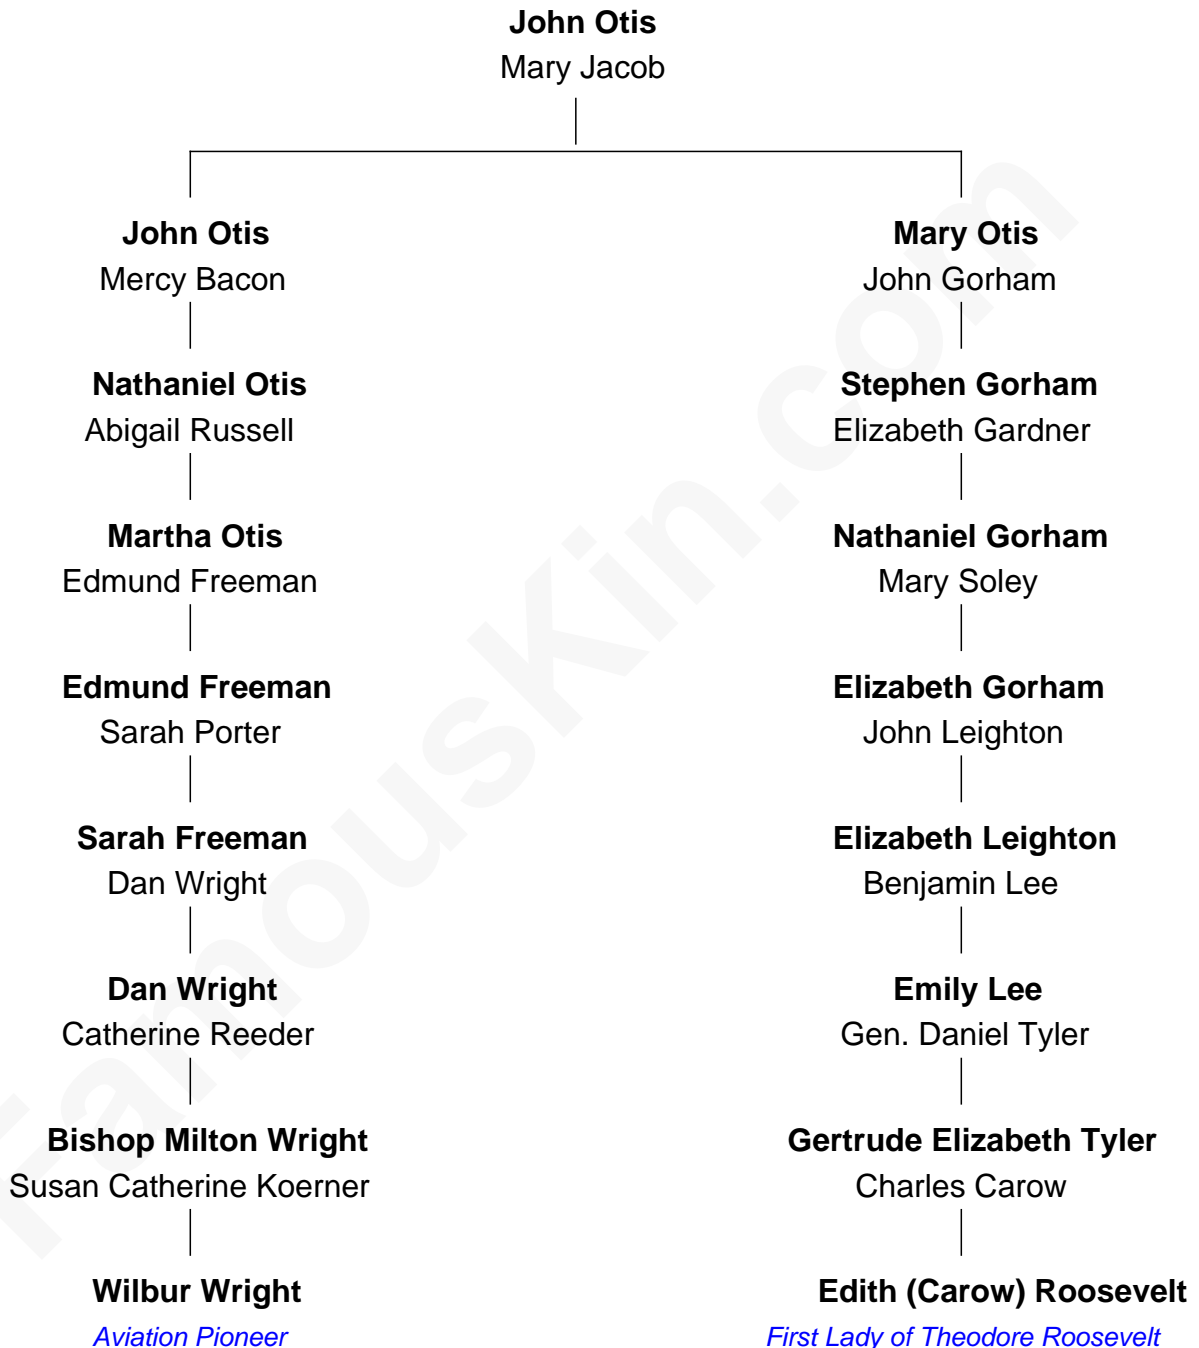 John Otis
Mary Jacob
John Otis
Mercy Bacon
Nathaniel Otis
Abigail Russell
Martha Otis
Edmund Freeman
Edmund Freeman
Sarah Porter
Sarah Freeman
Dan Wright
Dan Wright
Catherine Reeder
Bishop Milton Wright
Susan Catherine Koerner
Wilbur Wright
Aviation Pioneer
Mary Otis
John Gorham
Stephen Gorham
Elizabeth Gardner
Nathaniel Gorham
Mary Soley
Elizabeth Gorham
John Leighton
Elizabeth Leighton
Benjamin Lee
Emily Lee
Gen. Daniel Tyler
Gertrude Elizabeth Tyler
Charles Carow
Edith (Carow) Roosevelt
First Lady of Theodore Roosevelt
FamousKin.com